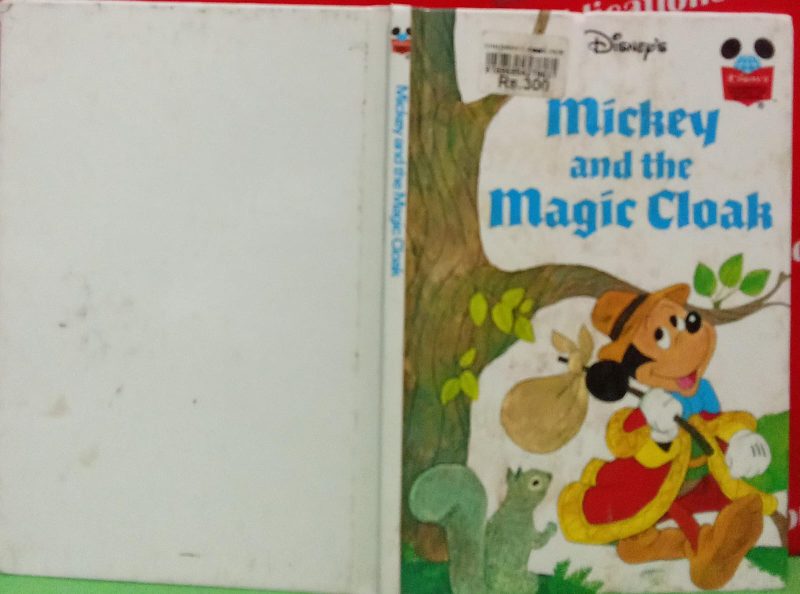 Mickey and the Magic Cloak
Disney's
Rs.300
Mickey
and the
Magic Cloak
®